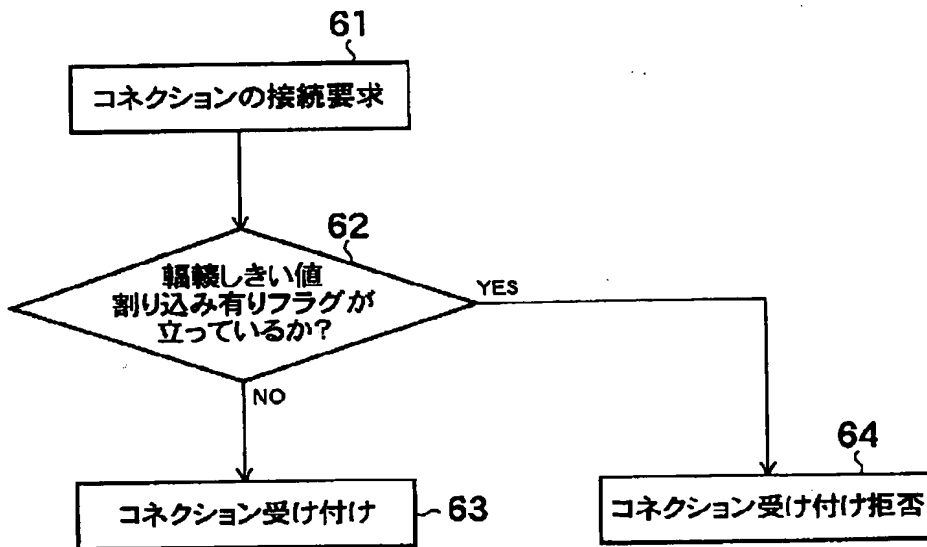 61
コネクションの接続要求
62
輻輳しきい値
割り込み有りフラグが
立っているか?
YES
NO
コネクション受け付け
63
64
コネクション受け付け拒否